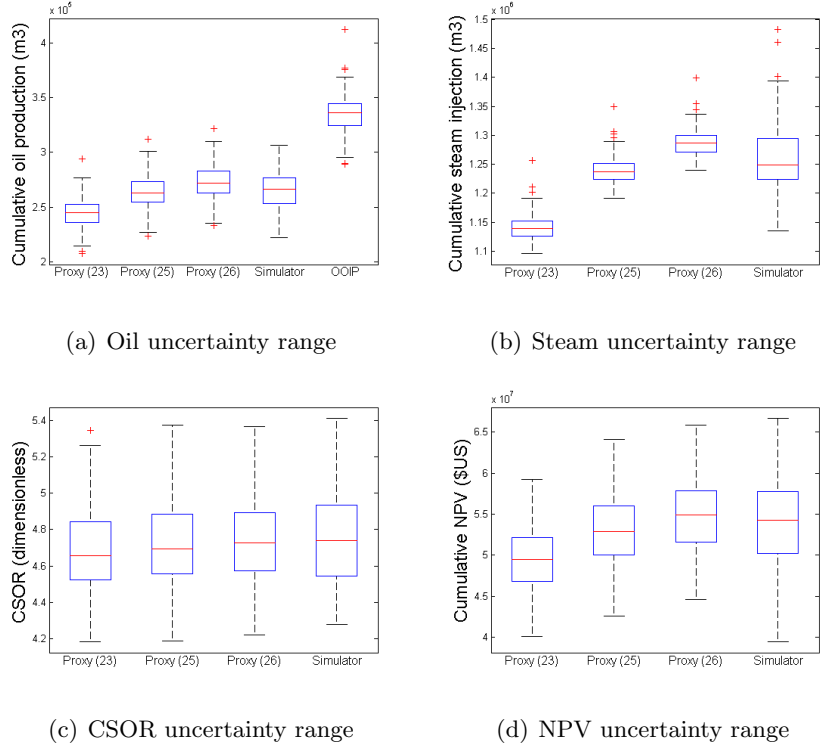 x 10⁵
Cumulative oil production (m3)
4
3.5
3
2.5
2
Proxy (23) Proxy (25) Proxy (26) Simulator OOIP
(a) Oil uncertainty range
x 10⁶
Cumulative steam injection (m3)
1.5
1.45
1.4
1.35
1.3
1.25
1.2
1.15
1.1
Proxy (23) Proxy (25) Proxy (26) Simulator
(b) Steam uncertainty range
CSOR (dimensionless)
5.4
5.2
5
4.8
4.6
4.4
4.2
Proxy (23) Proxy (25) Proxy (26) Simulator
(c) CSOR uncertainty range
x 10⁷
Cumulative NPV ($US)
6.5
6
5.5
5
4.5
4
Proxy (23) Proxy (25) Proxy (26) Simulator
(d) NPV uncertainty range